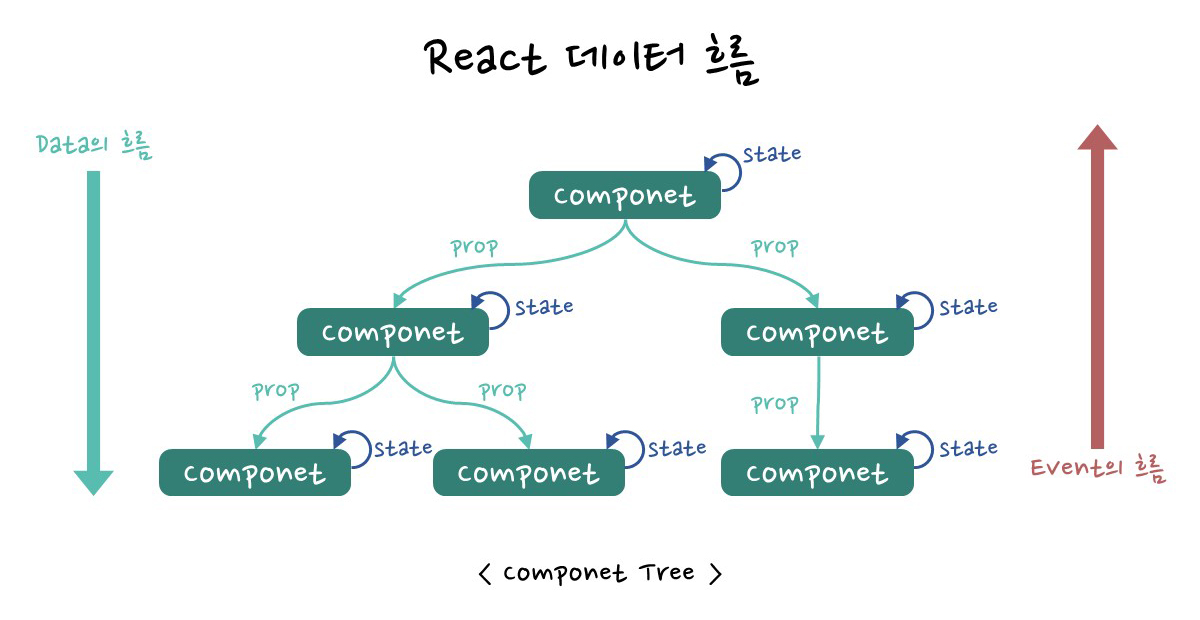 React 데이터 흐름
Data의 흐름
state
Componet
prop
prop
state
state
Componet
Componet
prop
prop
prop
state
state
state
Componet
Componet
Componet
Event의 흐름
< Componet Tree >